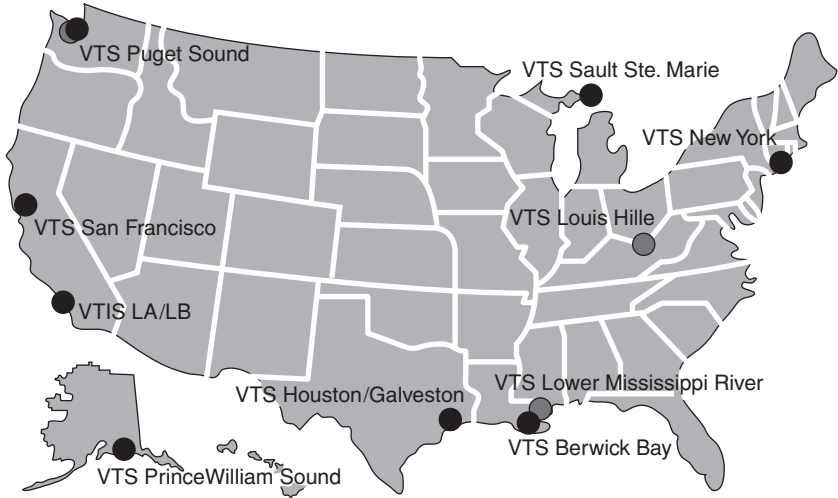 VTS Puget Sound
VTS Sault Ste. Marie
VTS New York
VTS San Francisco
VTS Louis Hille
VTIS LA/LB
VTS Houston/Galveston
VTS Lower Mississippi River
VTS Berwick Bay
VTS PrinceWilliam Sound